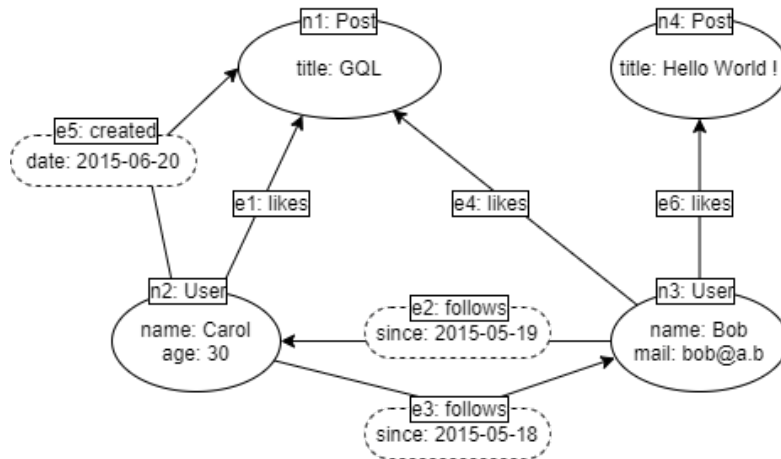 n1: Post
n4: Post
title: GQL
title: Hello World !
e5: created
date: 2015-06-20
e1: likes
e4: likes
e6: likes
n2: User
n3: User
e2: follows
since: 2015-05-19
name: Carol
age: 30
name: Bob
mail: bob@a.b
e3: follows
since: 2015-05-18